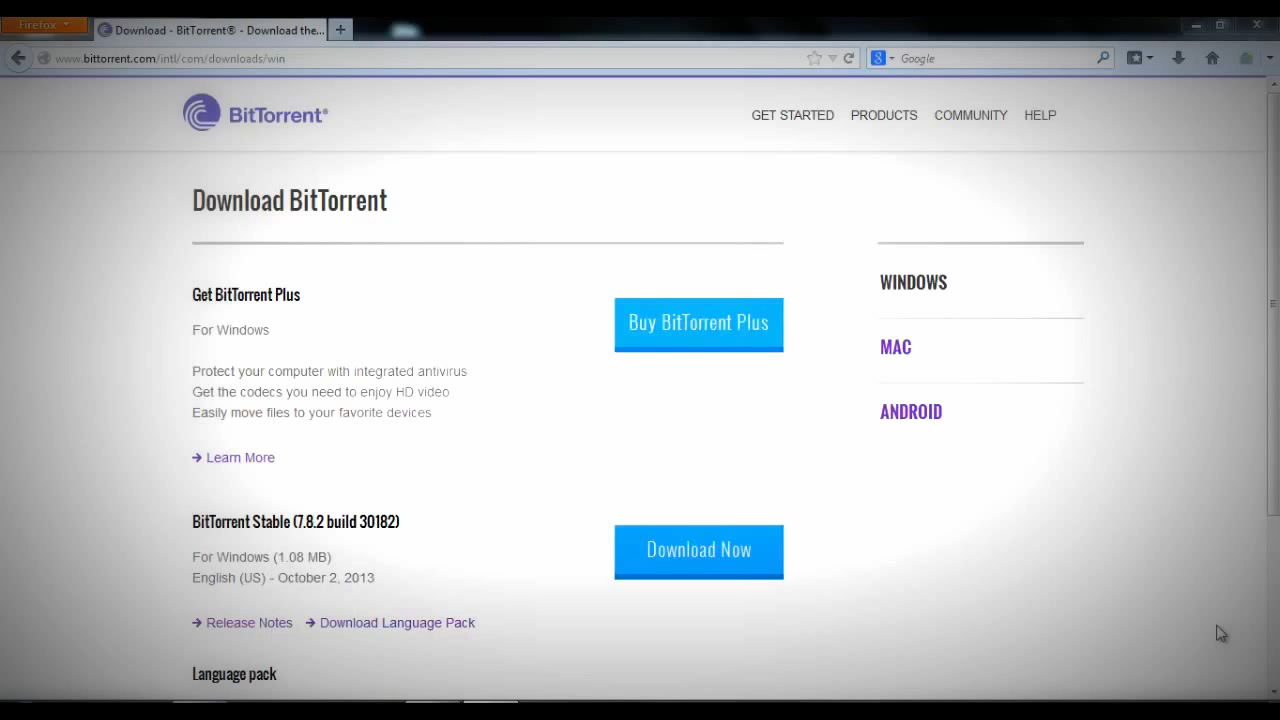 Firefox
Download - BitTorrent® - Download the...
www.bittorrent.com/intl/com/downloads/win
Google
BitTorrent®
GET STARTED PRODUCTS COMMUNITY HELP
Download BitTorrent
Get BitTorrent Plus
For Windows
Protect your computer with integrated antivirus
Get the codecs you need to enjoy HD video
Easily move files to your favorite devices
Learn More
Buy BitTorrent Plus
WINDOWS
MAC
ANDROID
BitTorrent Stable (7.8.2 build 30182)
For Windows (1.08 MB)
English (US) - October 2, 2013
Release Notes Download Language Pack
Download Now
Language pack